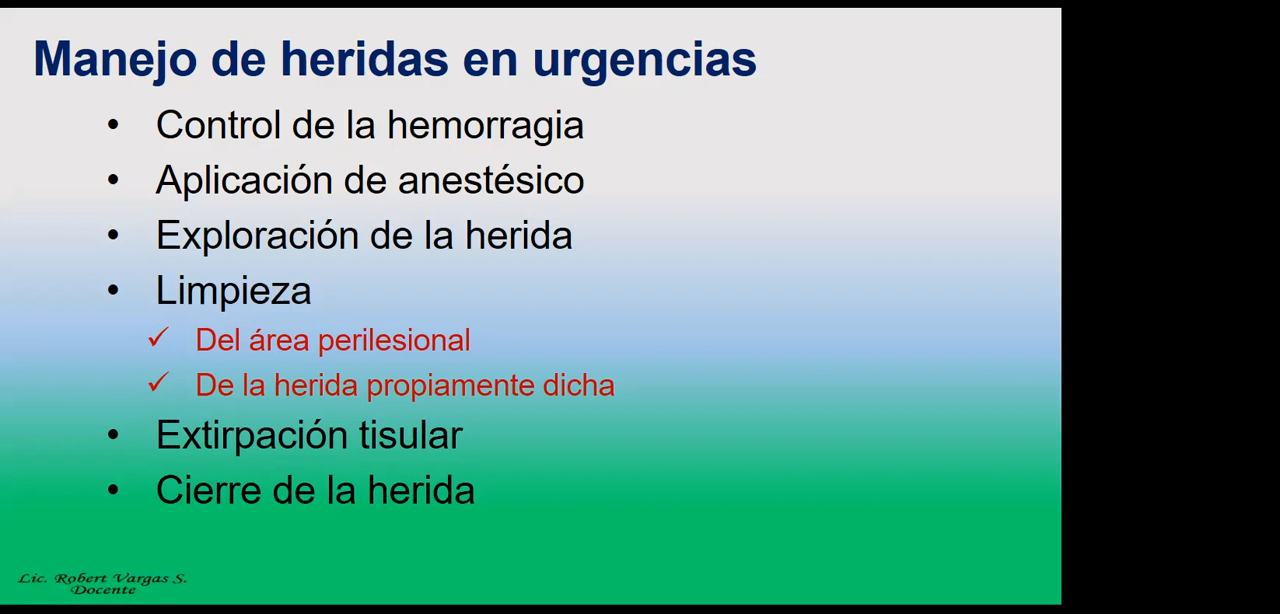 Manejo de heridas en urgencias
• Control de la hemorragia
• Aplicación de anestésico
• Exploración de la herida
• Limpieza
✓ Del área perilesional
✓ De la herida propiamente dicha
• Extirpación tisular
• Cierre de la herida
Lic. Robert Vargas S.
Docente